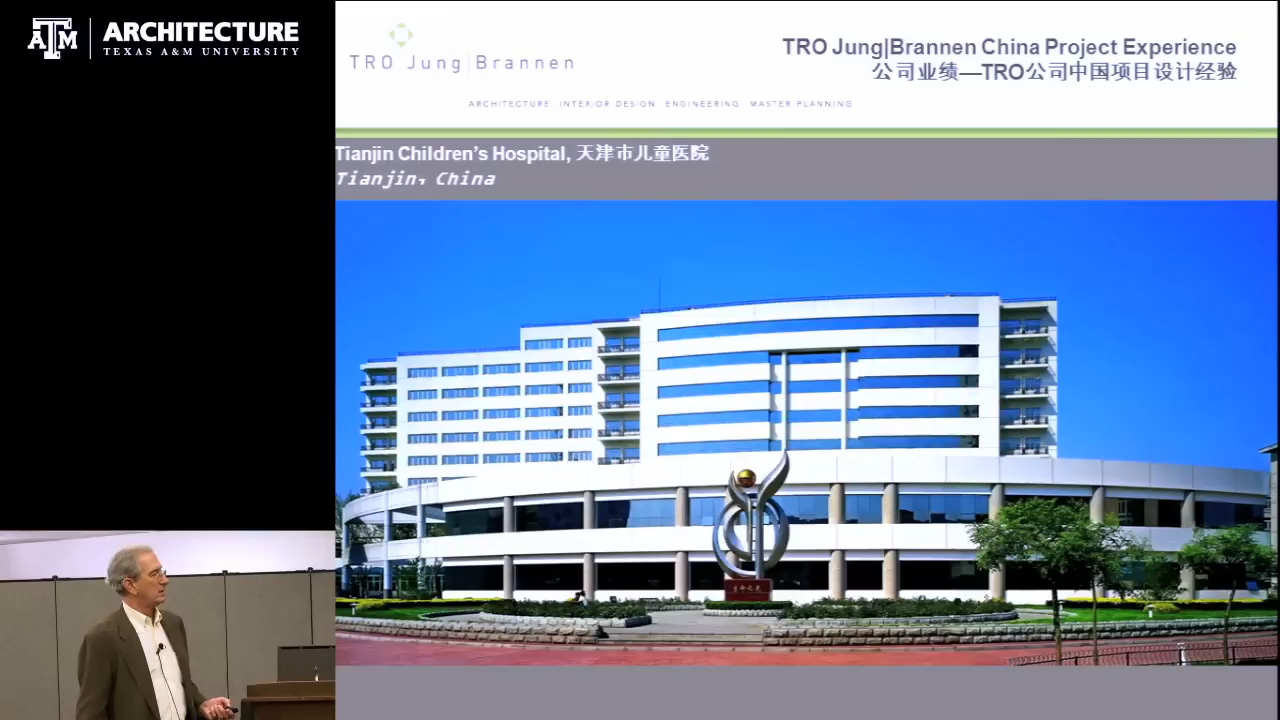 ATM ARCHITECTURE
TEXAS A&M UNIVERSITY
TRO Jung|Brannen
TRO Jung|Brannen China Project Experience
公司业绩—TRO公司中国项目设计经验
ARCHITECTURE INTERIOR DESIGN ENGINEERING MASTER PLANNING
Tianjin Children's Hospital, 天津市儿童医院
Tianjin, China